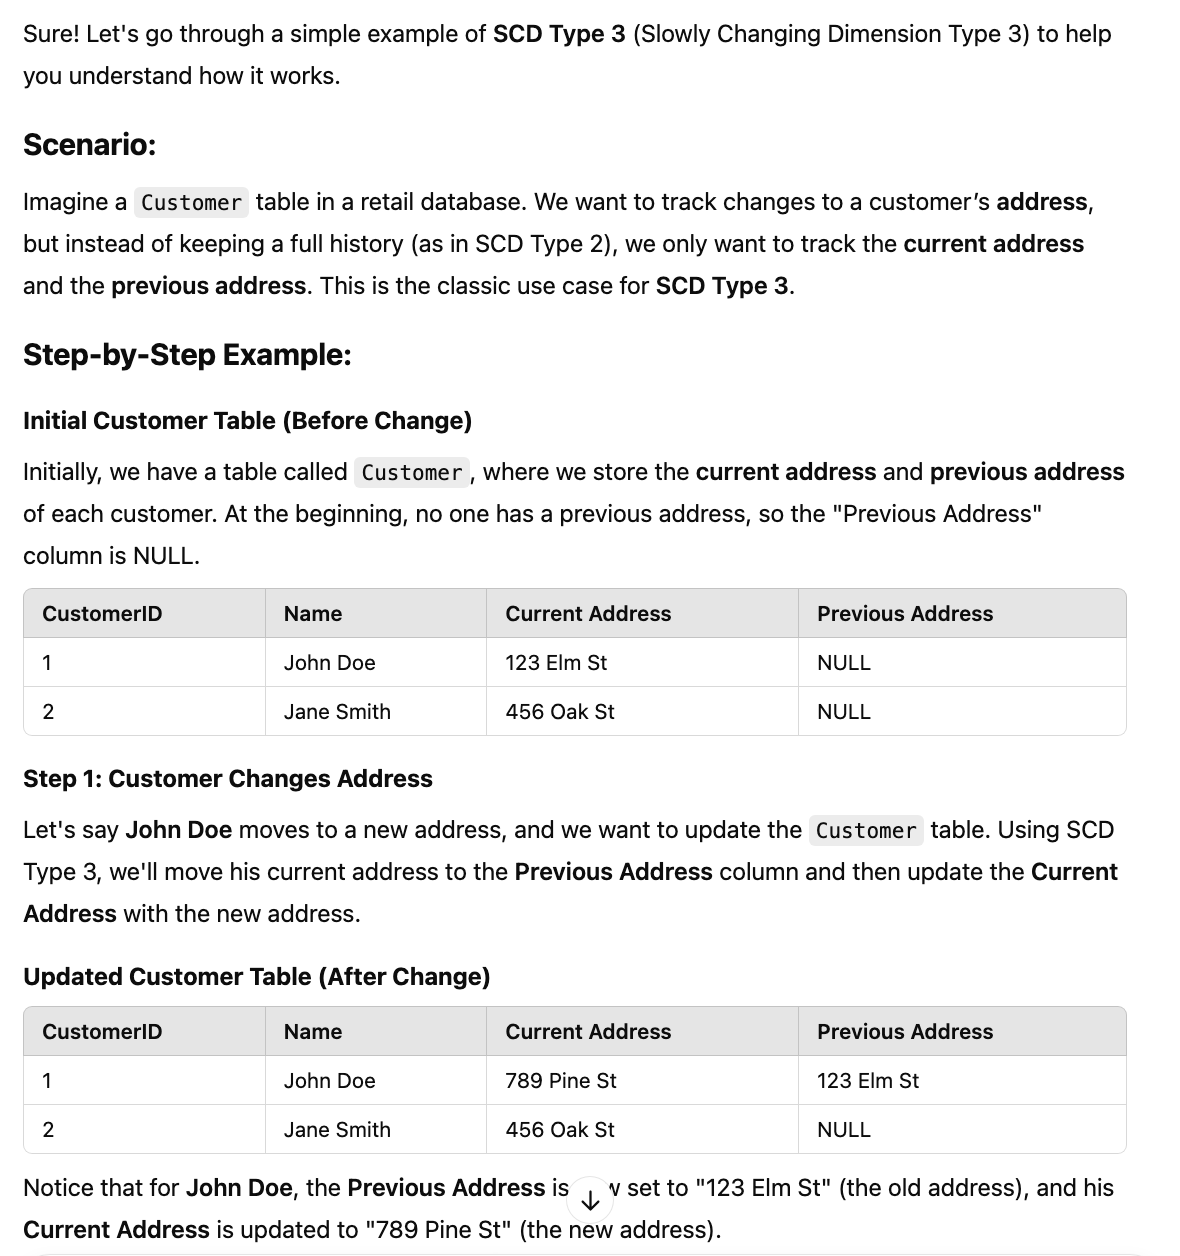 Sure! Let's go through a simple example of SCD Type 3 (Slowly Changing Dimension Type 3) to help
you understand how it works.
Scenario:
Imagine a Customer table in a retail database. We want to track changes to a customer's address,
but instead of keeping a full history (as in SCD Type 2), we only want to track the current address
and the previous address. This is the classic use case for SCD Type 3.
Step-by-Step Example:
Initial Customer Table (Before Change)
Initially, we have a table called Customer, where we store the current address and previous address
of each customer. At the beginning, no one has a previous address, so the "Previous Address"
column is NULL.
CustomerID Name Current Address Previous Address
1 John Doe 123 Elm St NULL
2 Jane Smith 456 Oak St NULL
Step 1: Customer Changes Address
Let's say John Doe moves to a new address, and we want to update the Customer table. Using SCD
Type 3, we'll move his current address to the Previous Address column and then update the Current
Address with the new address.
Updated Customer Table (After Change)
CustomerID Name Current Address Previous Address
1 John Doe 789 Pine St 123 Elm St
2 Jane Smith 456 Oak St NULL
Notice that for John Doe, the Previous Address is set to "123 Elm St" (the old address), and his
Current Address is updated to "789 Pine St" (the new address).